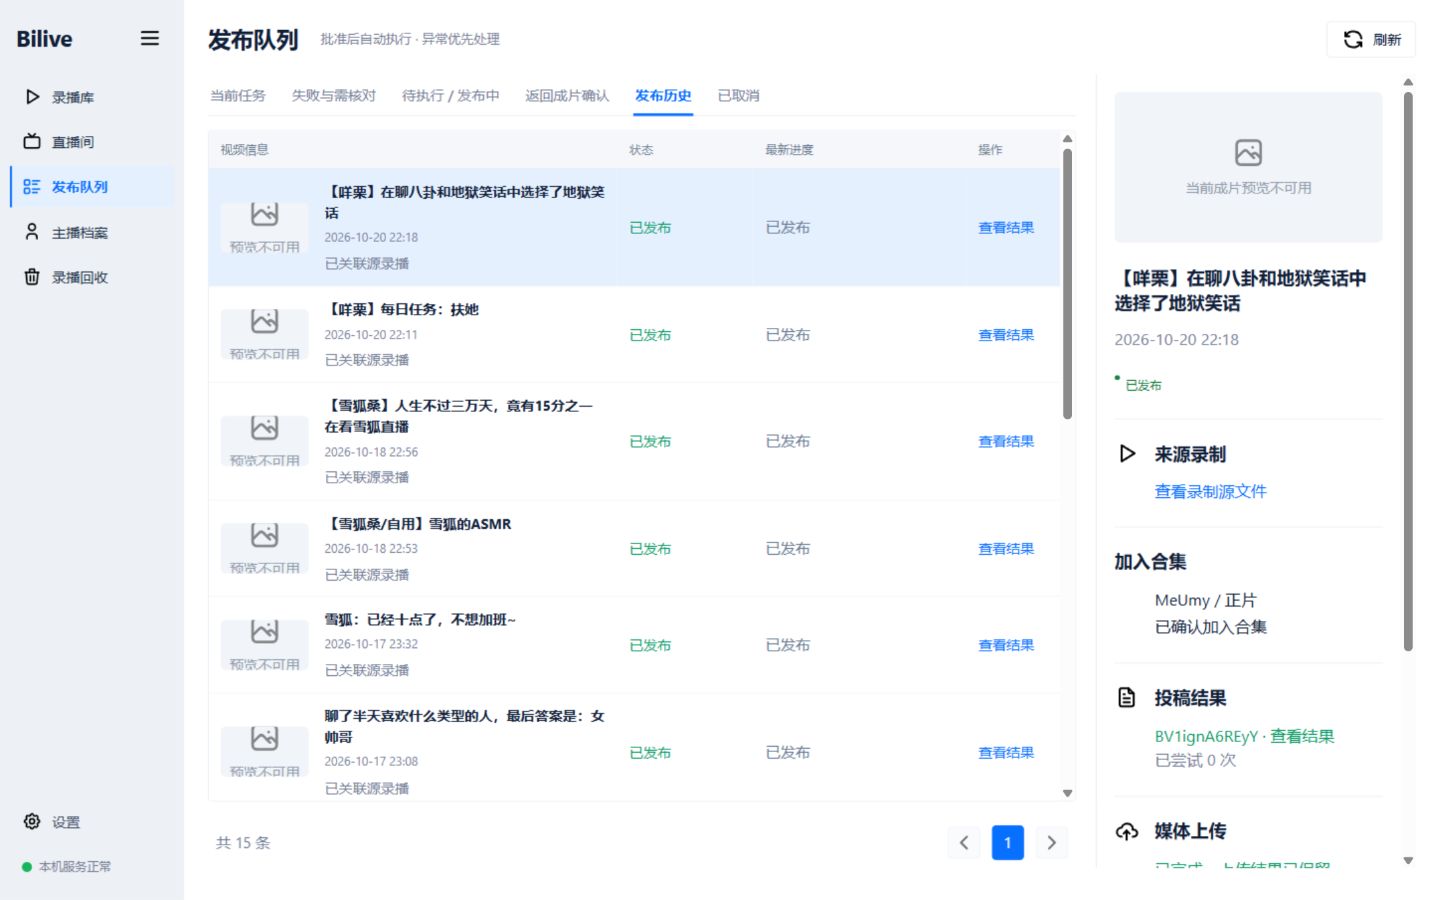 Bilive
录播库
直播间
发布队列
主播档案
录播回收
设置
本机服务正常
发布队列
批准后自动执行 · 异常优先处理
刷新
当前任务
失败与需核对
待执行 / 发布中
返回成片确认
发布历史
已取消
视频信息
状态
最新进度
操作
预览不可用
【咩栗】在聊八卦和地狱笑话中选择了地狱笑
话
2026-10-20 22:18
已关联源录播
已发布
已发布
查看结果
预览不可用
【咩栗】每日任务：扶她
2026-10-20 22:11
已关联源录播
已发布
已发布
查看结果
预览不可用
【雪狐桑】人生不过三万天，竟有15分之一
在看雪狐直播
2026-10-18 22:56
已关联源录播
已发布
已发布
查看结果
预览不可用
【雪狐桑/自用】雪狐的ASMR
2026-10-18 22:53
已关联源录播
已发布
已发布
查看结果
预览不可用
雪狐：已经十点了，不想加班~
2026-10-17 23:32
已关联源录播
已发布
已发布
查看结果
预览不可用
聊了半天喜欢什么类型的人，最后答案是：女
帅哥
2026-10-17 23:08
已关联源录播
已发布
已发布
查看结果
共 15 条
1
当前成片预览不可用
【咩栗】在聊八卦和地狱笑话中
选择了地狱笑话
2026-10-20 22:18
已发布
来源录制
查看录制源文件
加入合集
MeUmy / 正片
已确认加入合集
投稿结果
BV1ignA6REyY · 查看结果
已尝试 0 次
媒体上传
已完成 · 上传结果已保留